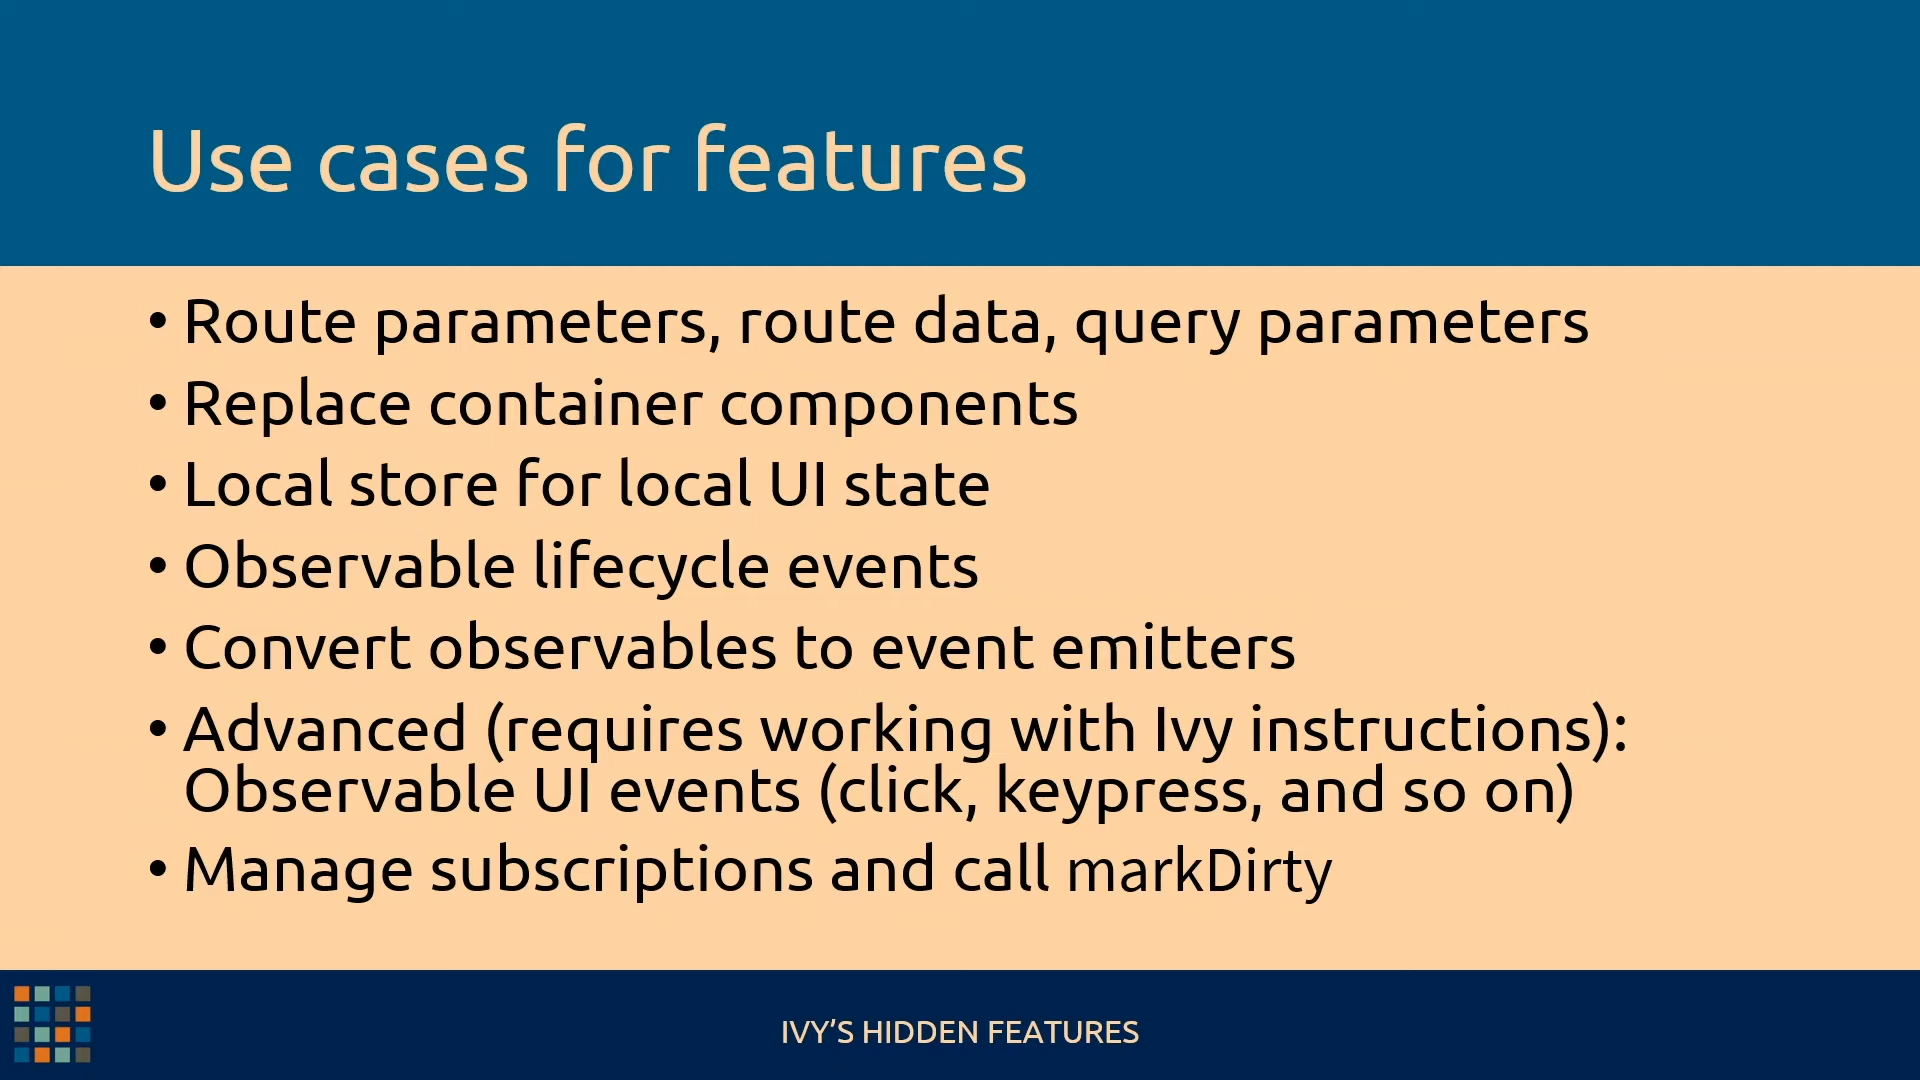 Use cases for features
• Route parameters, route data, query parameters
• Replace container components
• Local store for local UI state
• Observable lifecycle events
• Convert observables to event emitters
• Advanced (requires working with Ivy instructions):
Observable UI events (click, keypress, and so on)
• Manage subscriptions and call markDirty
IVY’S HIDDEN FEATURES